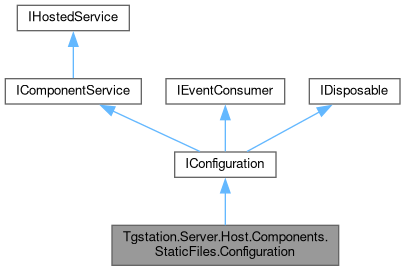 IHostedService
IComponentService
IEventConsumer
IDisposable
IConfiguration
Tgstation.Server.Host.Components.
StaticFiles.Configuration